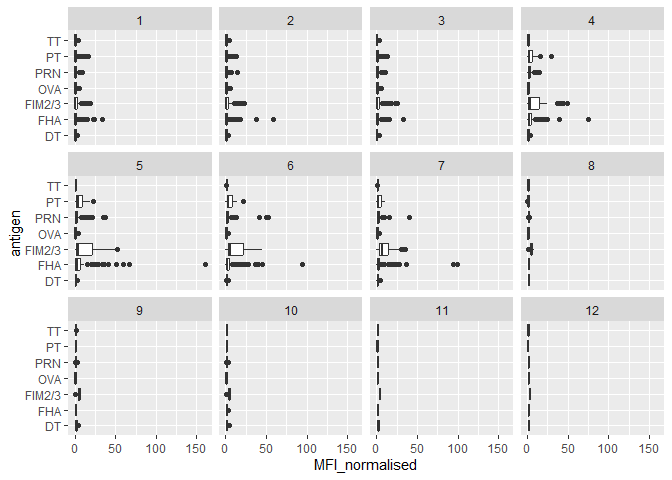 1 2 3 4
TT
PT
PRN
OVA
FIM2/3
FHA
DT
5 6 7 8
antigen
TT
PT
PRN
OVA
FIM2/3
FHA
DT
9 10 11 12
TT
PT
PRN
OVA
FIM2/3
FHA
DT
0 50 100 150 0 50 100 150 0 50 100 150 0 50 100 150
MFI_normalised